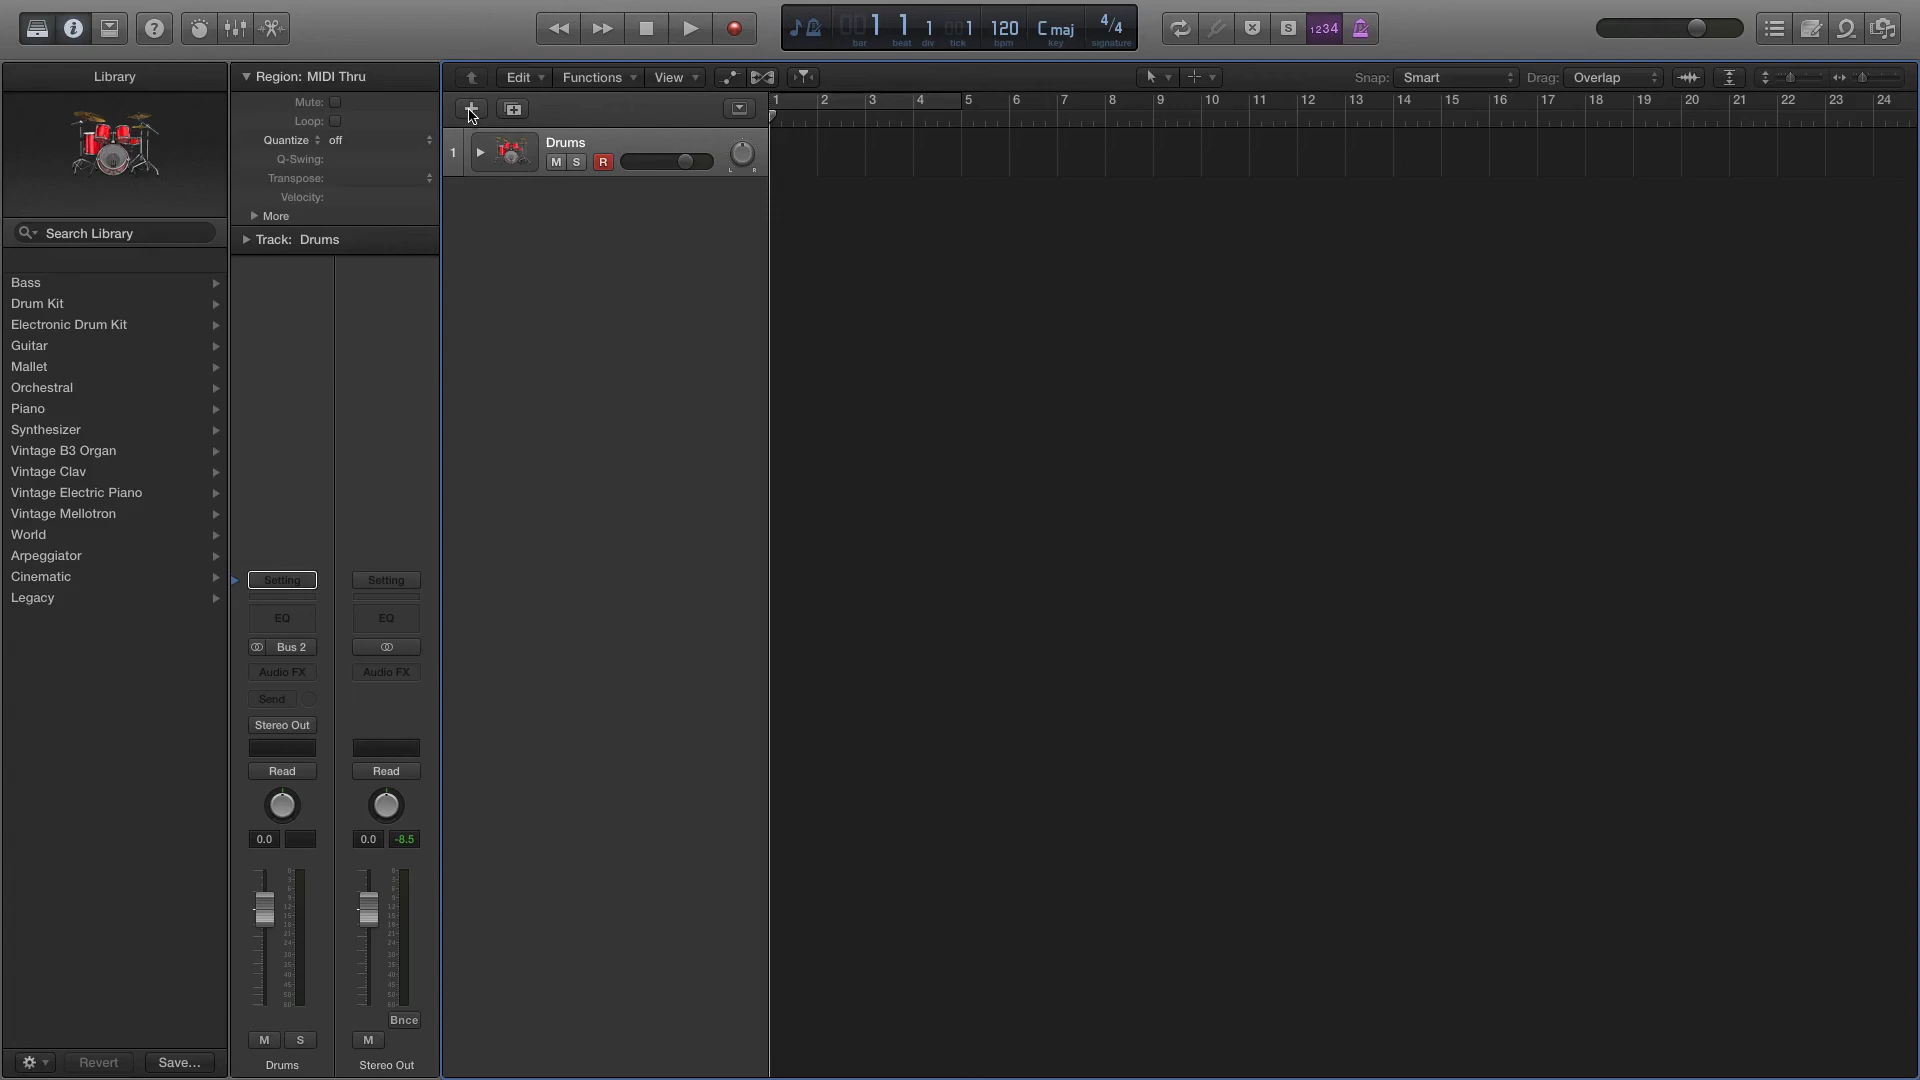 1 1 1 1 120 C maj 4/4
bar beat div tick bpm key signature
S 1234
Library
Region: MIDI Thru
Edit Functions View
Snap: Smart Drag: Overlap
Mute:
Loop:
Quantize off
Q-Swing:
Transpose:
Velocity:
More
Track: Drums
1 2 3 4 5 6 7 8 9 10 11 12 13 14 15 16 17 18 19 20 21 22 23 24
1 Drums
M S R
L R
Search Library
Bass
Drum Kit
Electronic Drum Kit
Guitar
Mallet
Orchestral
Piano
Synthesizer
Vintage B3 Organ
Vintage Clav
Vintage Electric Piano
Vintage Mellotron
World
Arpeggiator
Cinematic
Legacy
Setting Setting
EQ EQ
Bus 2
Audio FX Audio FX
Send
Stereo Out
Read Read
0.0 0.0 -8.5
Bnce
M S M
Drums Stereo Out
Revert Save...